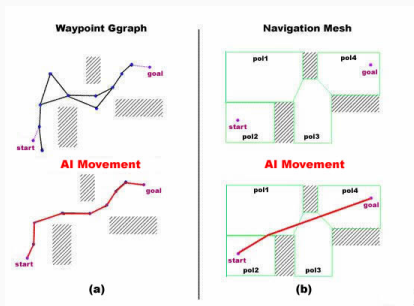 Waypoint Ggraph
goal
start
AI Movement
goal
start
(a)
Navigation Mesh
pol1
pol4
goal
start
pol2
pol3
AI Movement
pol1
pol4
goal
start
pol2
pol3
(b)